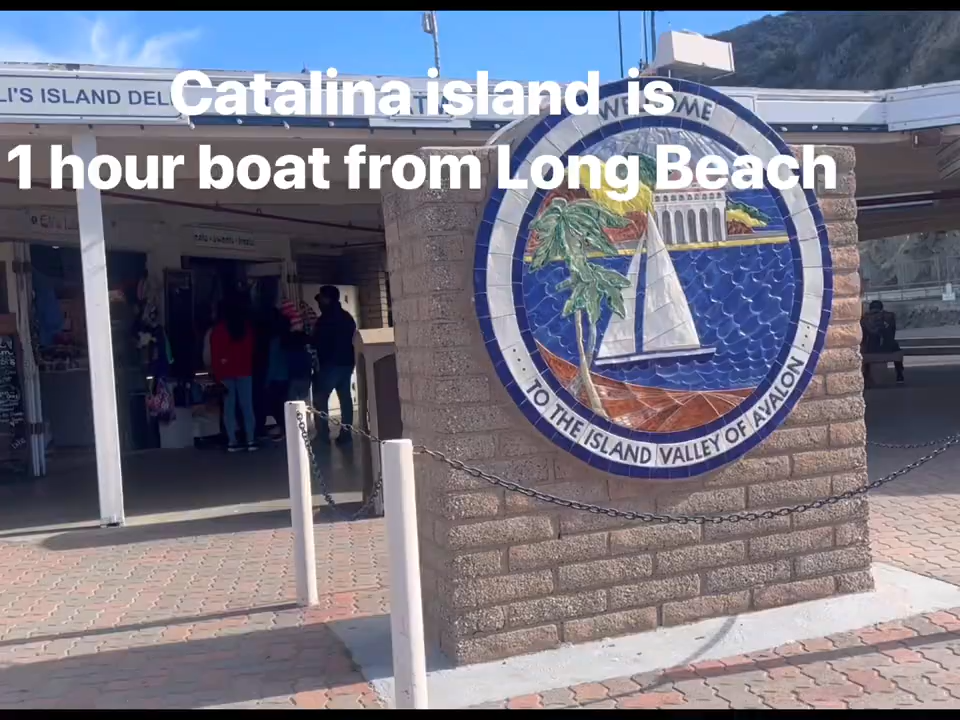 Catalina island is
1 hour boat from Long Beach
LI'S ISLAND DEL
WELCOME
TO THE ISLAND VALLEY OF AVALON